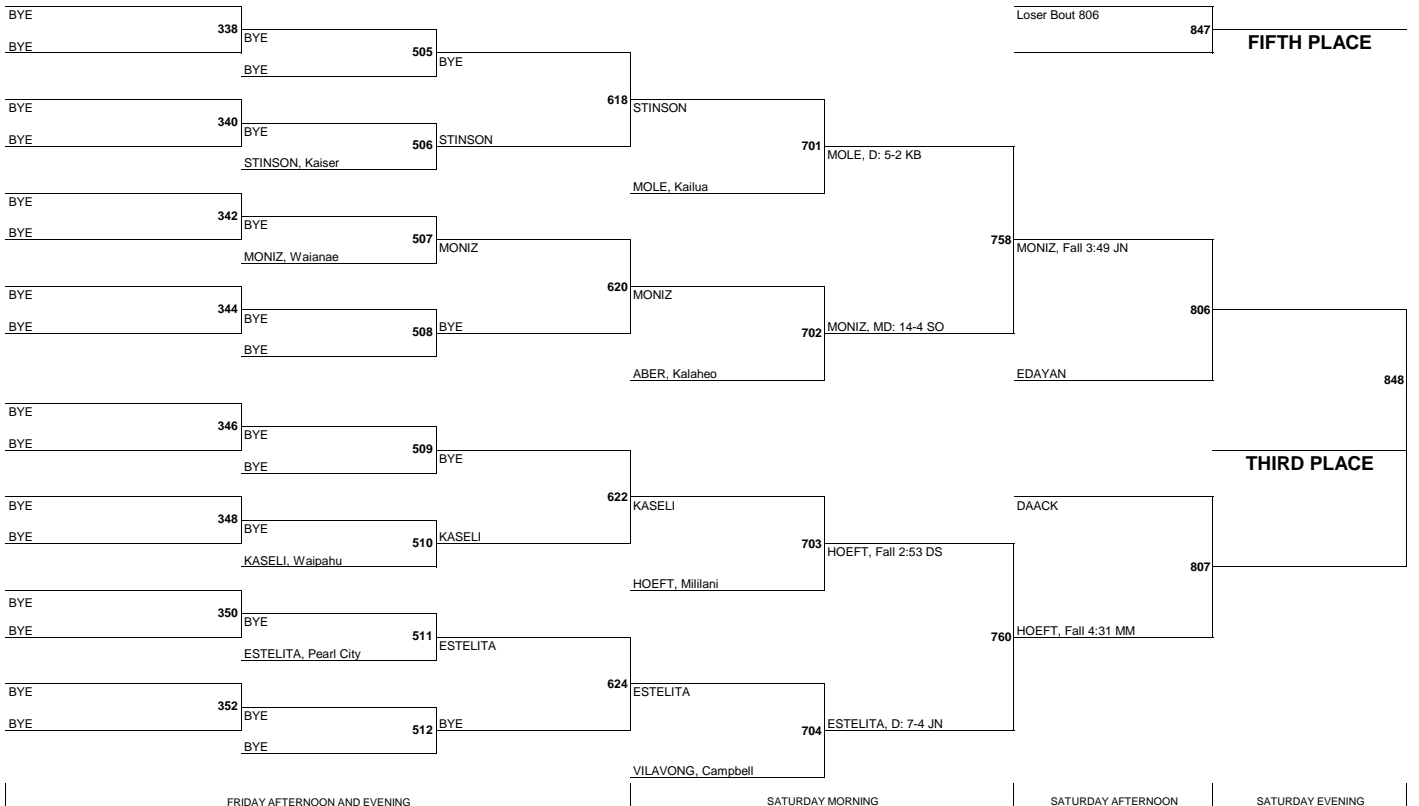 BYE
338
BYE
BYE
505
BYE
BYE
618
STINSON
BYE
340
BYE
BYE
506
STINSON
STINSON, Kaiser
701
MOLE, D: 5-2 KB
MOLE, Kailua
BYE
342
BYE
BYE
507
MONIZ
MONIZ, Waianae
758
MONIZ, Fall 3:49 JN
620
MONIZ
BYE
344
BYE
BYE
508
BYE
BYE
702
MONIZ, MD: 14-4 SO
ABER, Kalaheo
806
EDAYAN
848
Loser Bout 806
847
FIFTH PLACE
BYE
346
BYE
BYE
509
BYE
BYE
THIRD PLACE
622
KASELI
BYE
348
BYE
BYE
510
KASELI
KASELI, Waipahu
703
HOEFT, Fall 2:53 DS
HOEFT, Mililani
DAACK
807
BYE
350
BYE
BYE
511
ESTELITA
ESTELITA, Pearl City
760
HOEFT, Fall 4:31 MM
624
ESTELITA
BYE
352
BYE
BYE
512
BYE
BYE
704
ESTELITA, D: 7-4 JN
VILAVONG, Campbell
FRIDAY AFTERNOON AND EVENING
SATURDAY MORNING
SATURDAY AFTERNOON
SATURDAY EVENING